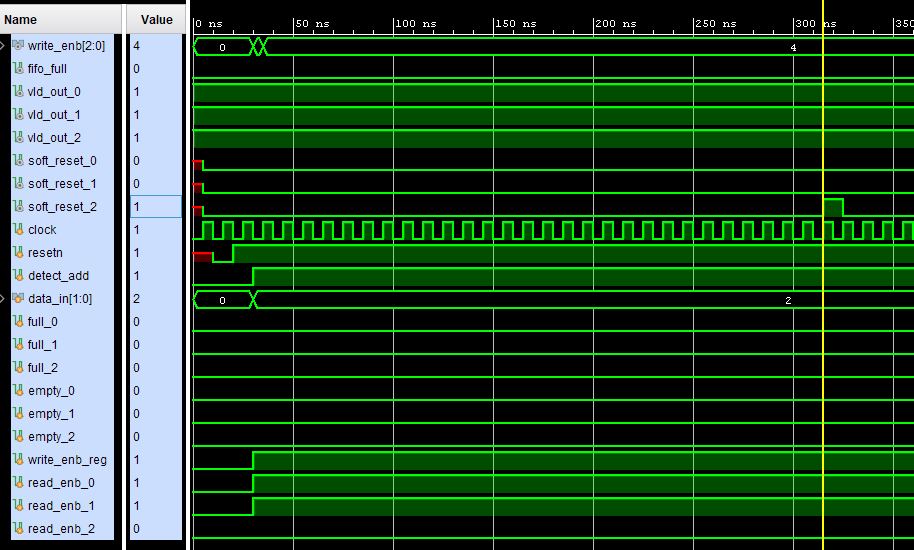 Name Value 0 ns 50 ns 100 ns 150 ns 200 ns 250 ns 300 ns 350
write_enb[2:0] 4 0 4
fifo_full 0
vld_out_0 1
vld_out_1 1
vld_out_2 1
soft_reset_0 0
soft_reset_1 0
soft_reset_2 1
clock 1
resetn 1
detect_add 1
data_in[1:0] 2 0 2
full_0 0
full_1 0
full_2 0
empty_0 0
empty_1 0
empty_2 0
write_enb_reg 1
read_enb_0 1
read_enb_1 1
read_enb_2 0